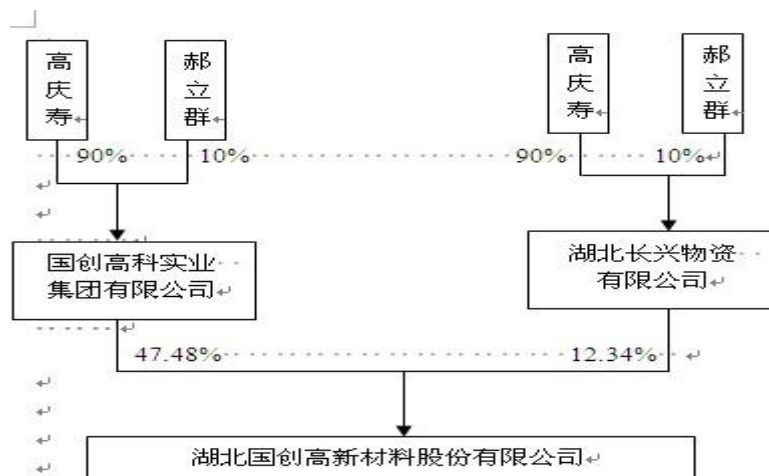 高庆寿
郝立群
高庆寿
郝立群
90%
10%
90%
10%
国创高科实业
集团有限公司
湖北长兴物资
有限公司
47.48%
12.34%
湖北国创高新材料股份有限公司